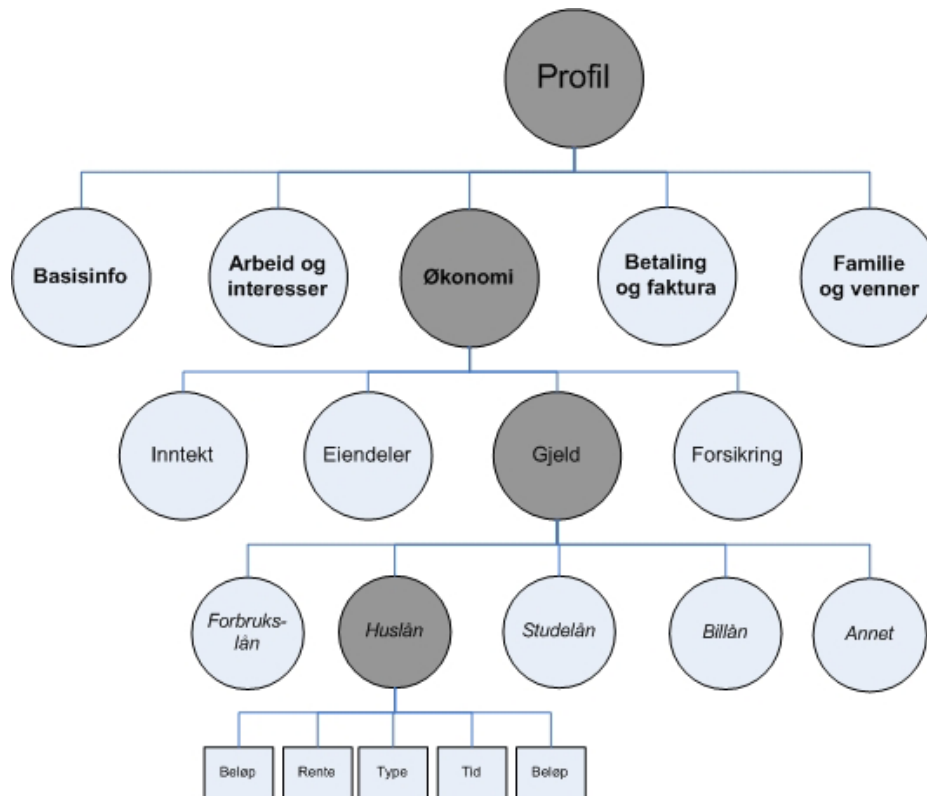 Profil
Basisinfo
Arbeid og
interesser
Økonomi
Betaling
og faktura
Familie
og venner
Inntekt
Eiendeler
Gjeld
Forsikring
Forbruks-
lån
Huslån
Studelån
Billån
Annet
Beløp
Rente
Type
Tid
Beløp